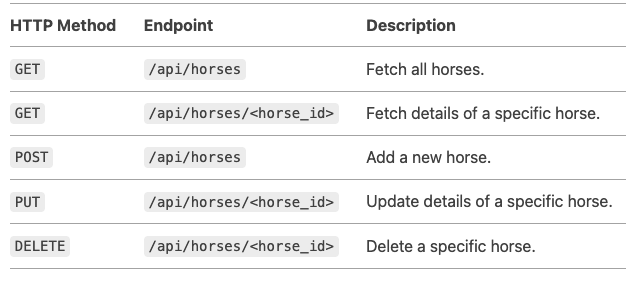 HTTP Method Endpoint Description
GET /api/horses Fetch all horses.
GET /api/horses/<horse_id> Fetch details of a specific horse.
POST /api/horses Add a new horse.
PUT /api/horses/<horse_id> Update details of a specific horse.
DELETE /api/horses/<horse_id> Delete a specific horse.